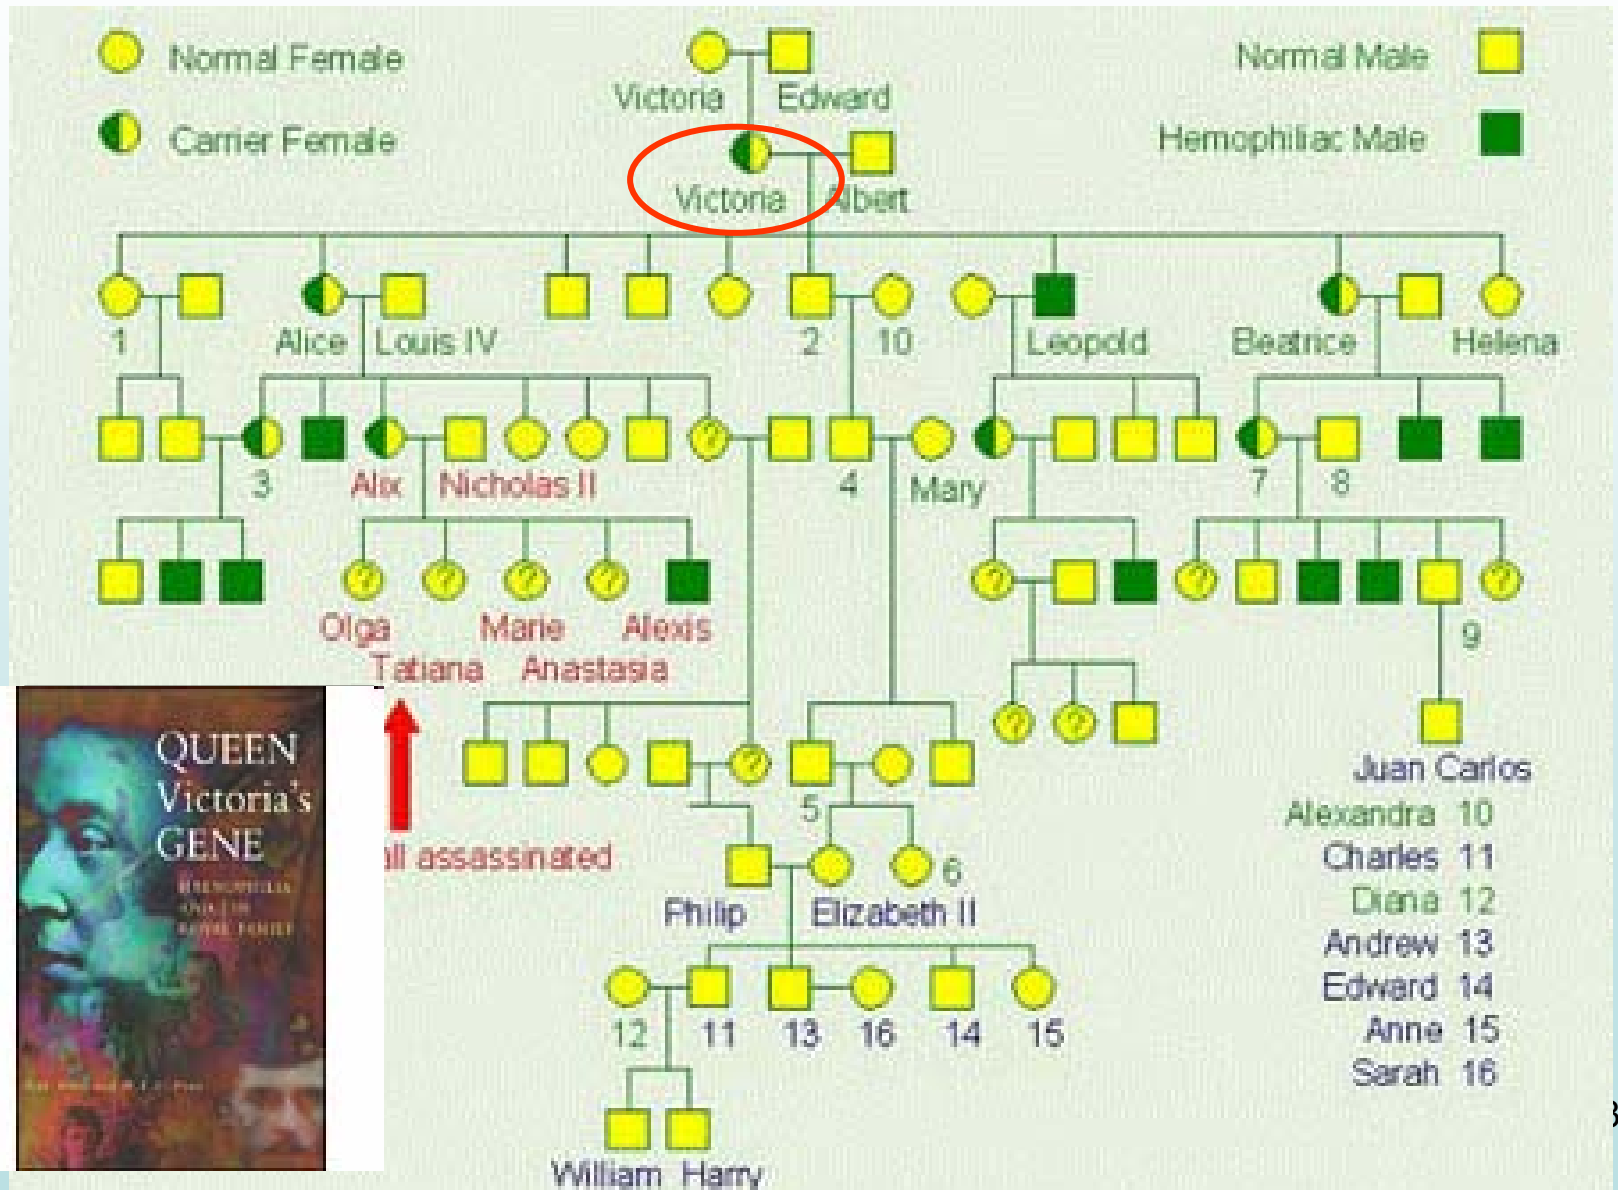 Normal Female
Normal Male
Victoria Edward
Carrier Female
Hemophiliac Male
Victoria Albert
1 Alice Louis IV 2 10 Leopold Beatrice Helena
3 Alix Nicholas II 4 Mary 7 8
? 
? ? ? ? ? ? ?
Olga Marie Alexis 9
Tatiana Anastasia
? ?
?
QUEEN
Victoria's
GENE
Juan Carlos
5
Alexandra 10
all assassinated
Charles 11
6
Diana 12
Philip Elizabeth II
Andrew 13
Edward 14
12 11 13 16 14 15
Anne 15
Sarah 16
William Harry